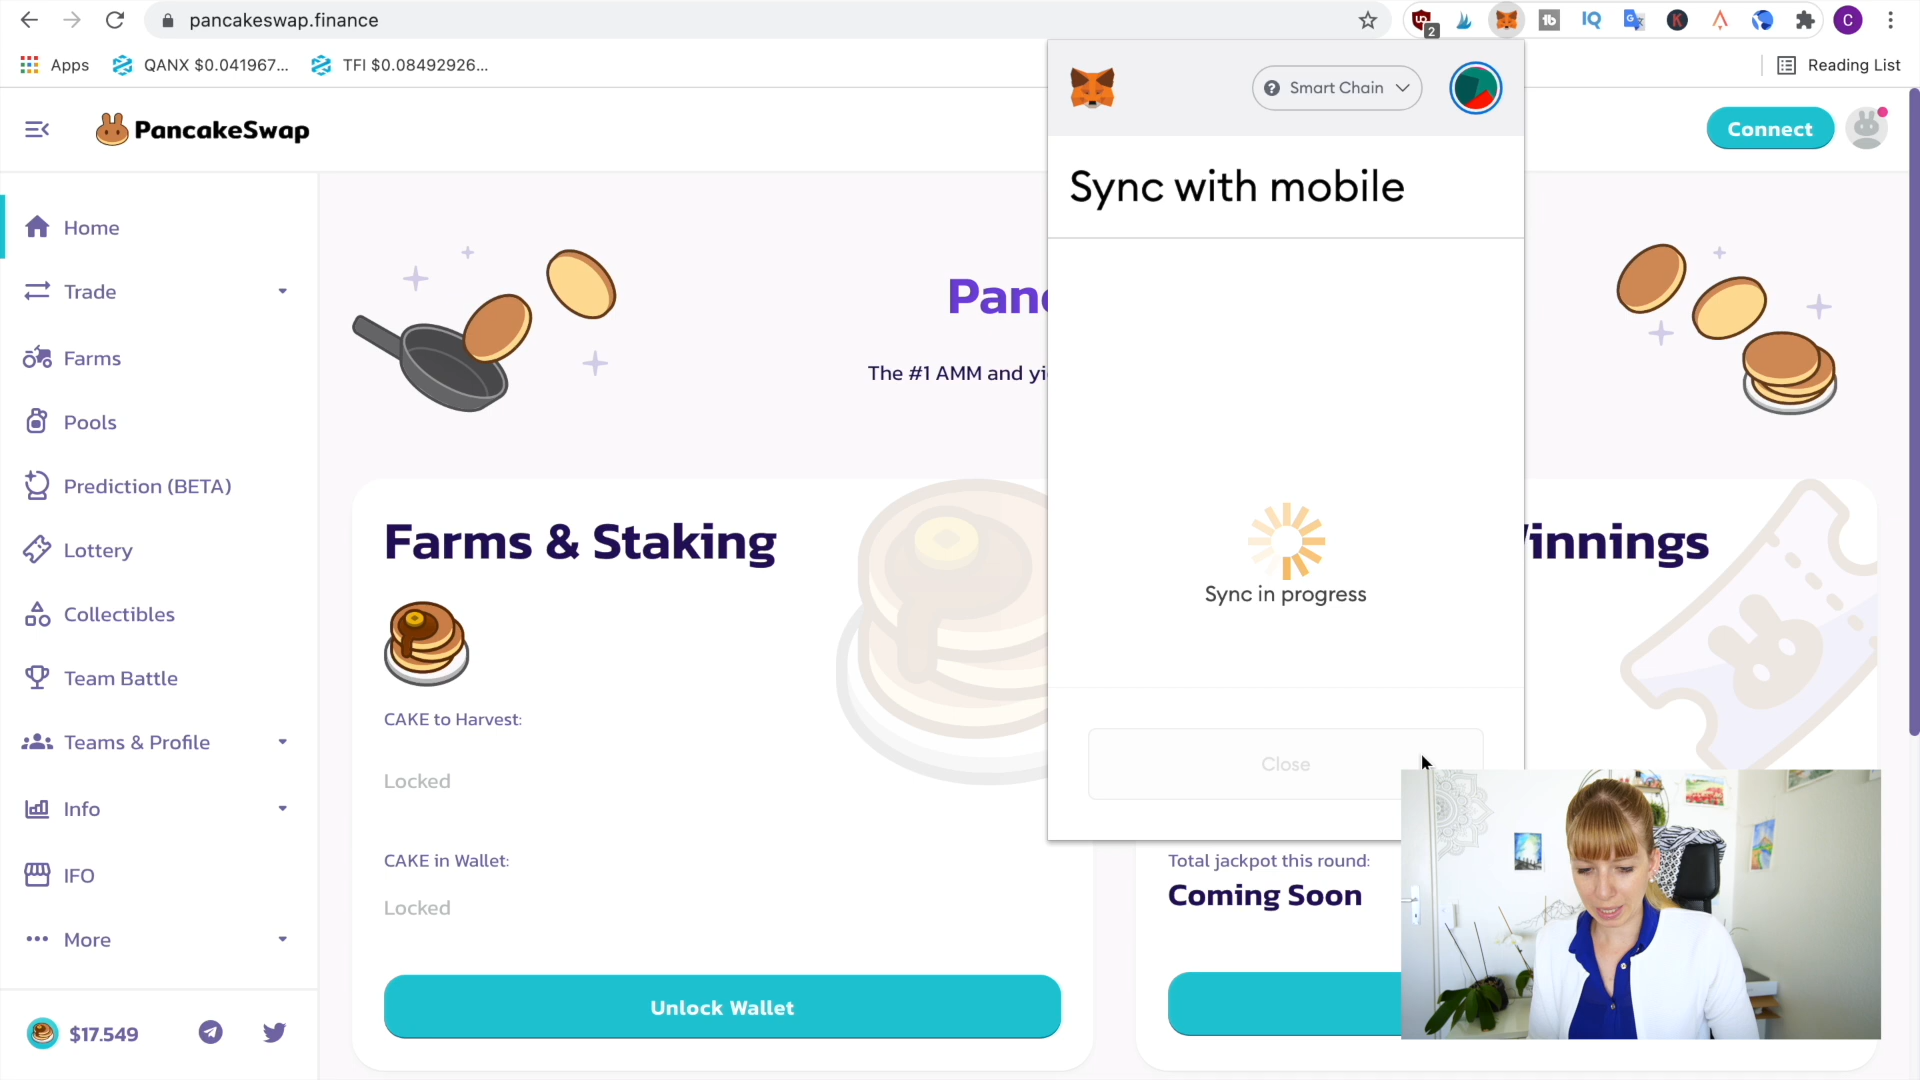 pancakeswap.finance
2
C
Apps
QANX $0.041967...
TFI $0.08492926...
Reading List
PancakeSwap
Connect
Smart Chain
Sync with mobile
Sync in progress
Close
Home
Trade
Farms
Pools
Prediction (BETA)
Lottery
Collectibles
Team Battle
Teams & Profile
Info
IFO
More
$17.549
Panc
The #1 AMM and yi
Farms & Staking
CAKE to Harvest:
Locked
CAKE in Wallet:
Locked
Unlock Wallet
innings
Total jackpot this round:
Coming Soon